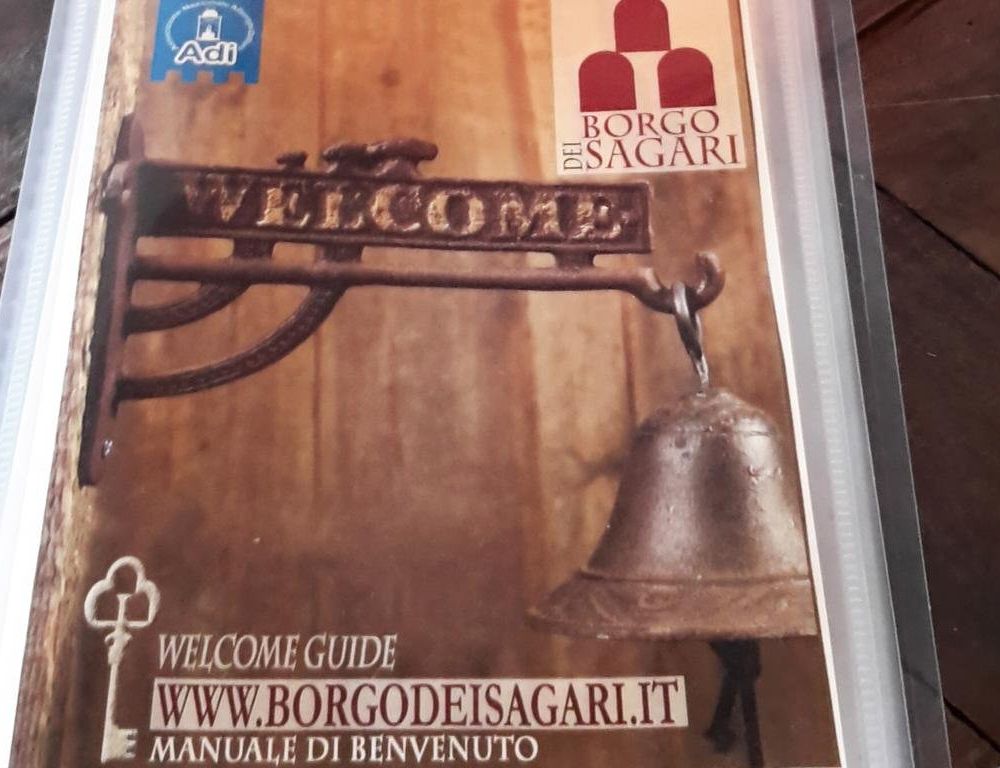 Adi
BORGO
DEI
SAGARI
WELCOME
WELCOME GUIDE
WWW.BORGODEISAGARI.IT
MANUALE DI BENVENUTO